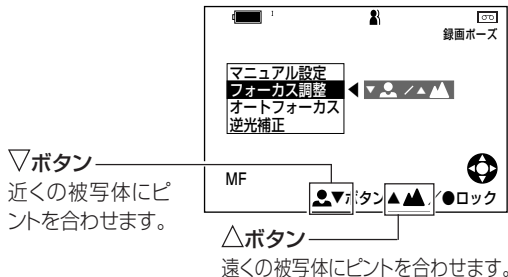 録画ポーズ
マニュアル設定
フォーカス調整 ◀ ▼ / ▲
オートフォーカス
逆光補正
MF
▼ボタン ▲ /●ロック
▽ボタン
近くの被写体にピ
ントを合わせます。
△ボタン
遠くの被写体にピントを合わせます。